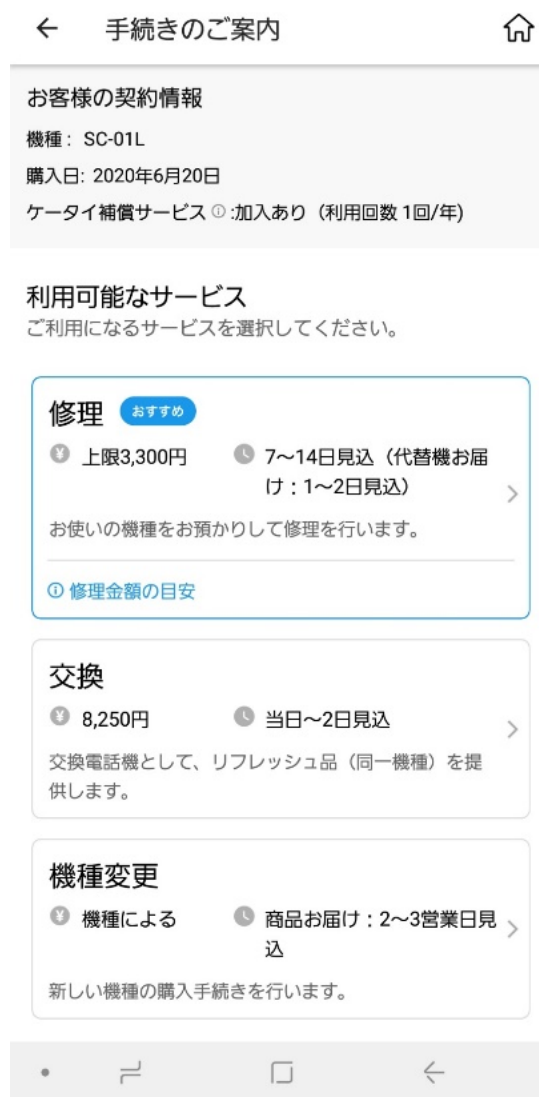 手続きのご案内
お客様の契約情報
機種： SC-01L
購入日: 2020年6月20日
ケータイ補償サービス ⓘ :加入あり（利用回数 1回/年)
利用可能なサービス
ご利用になるサービスを選択してください。
修理 おすすめ
¥ 上限3,300円 7〜14日見込（代替機お届
け：1〜2日見込）
お使いの機種をお預かりして修理を行います。
ⓘ 修理金額の目安
交換
¥ 8,250円 当日〜2日見込
交換電話機として、リフレッシュ品（同一機種）を提
供します。
機種変更
¥ 機種による 商品お届け：2〜3営業日見
込
新しい機種の購入手続きを行います。